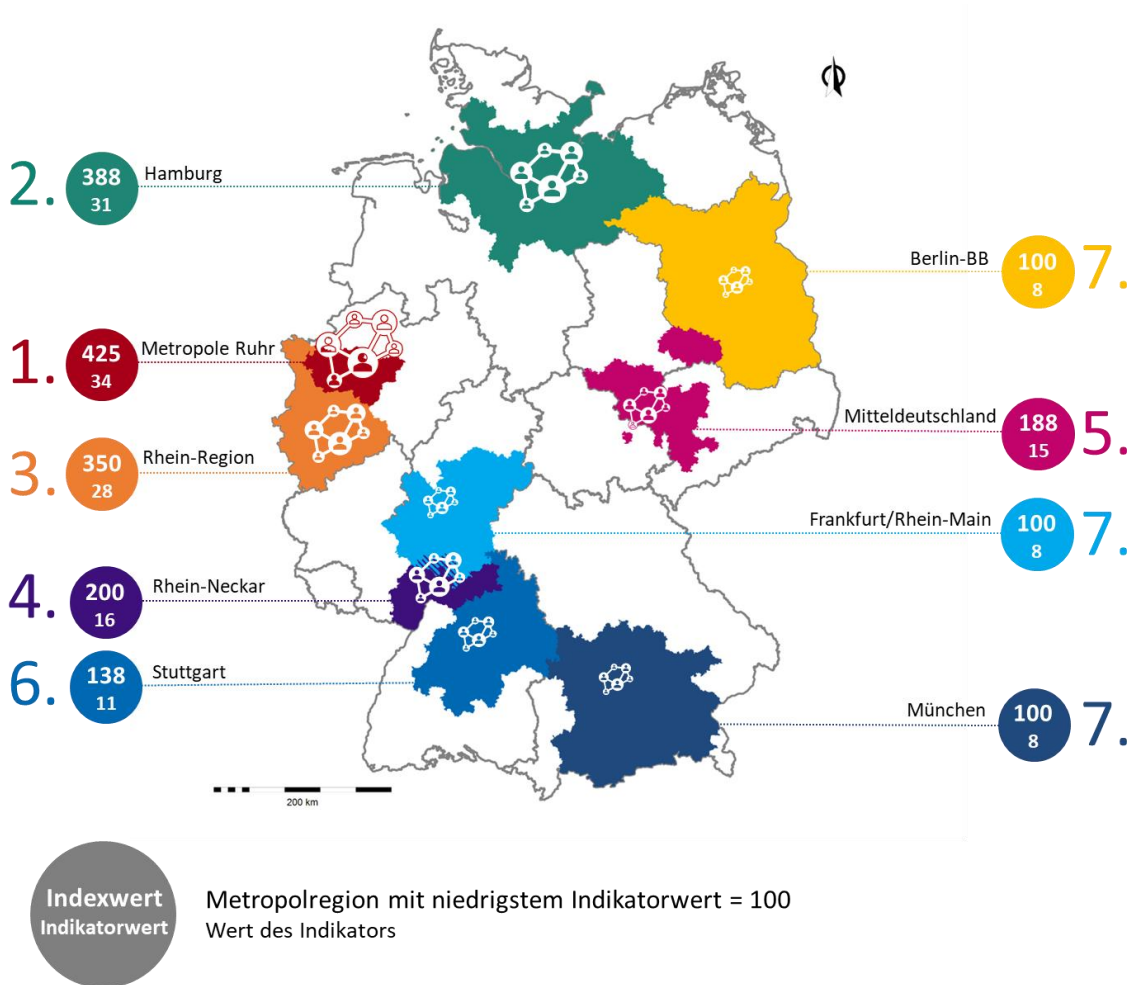 2.
388
31
Hamburg
Berlin-BB
100
8
7.
1.
425
34
Metropole Ruhr
Mitteldeutschland
188
15
5.
3.
350
28
Rhein-Region
Frankfurt/Rhein-Main
100
8
7.
4.
200
16
Rhein-Neckar
6.
138
11
Stuttgart
München
100
8
7.
200 km
Indexwert
Indikatorwert
Metropolregion mit niedrigstem Indikatorwert = 100
Wert des Indikators